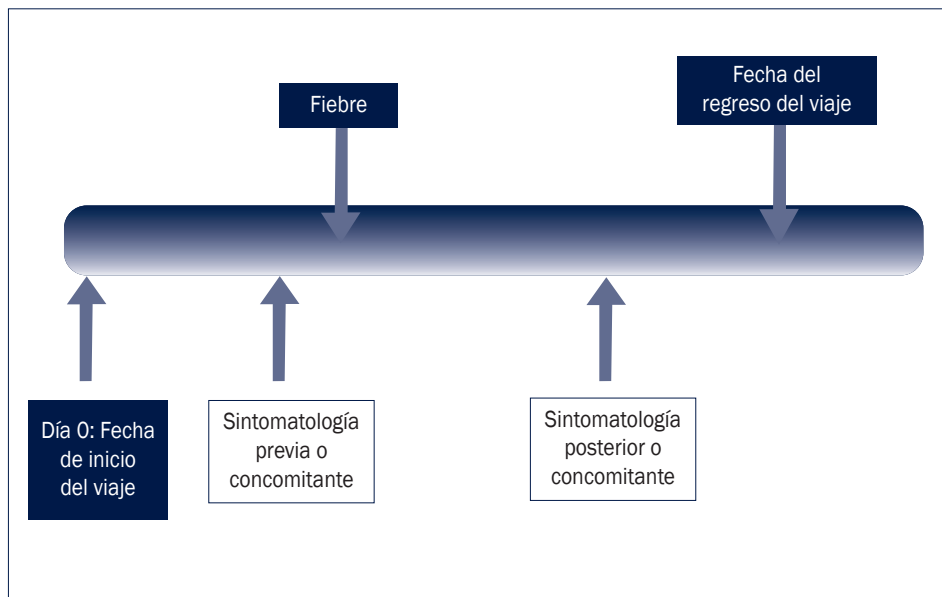 Fiebre
Fecha del
regreso del viaje
Día 0: Fecha
de inicio
del viaje
Sintomatología
previa o
concomitante
Sintomatología
posterior o
concomitante